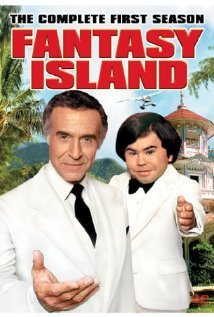 THE COMPLETE FIRST SEASON
FANTASY
ISLAND